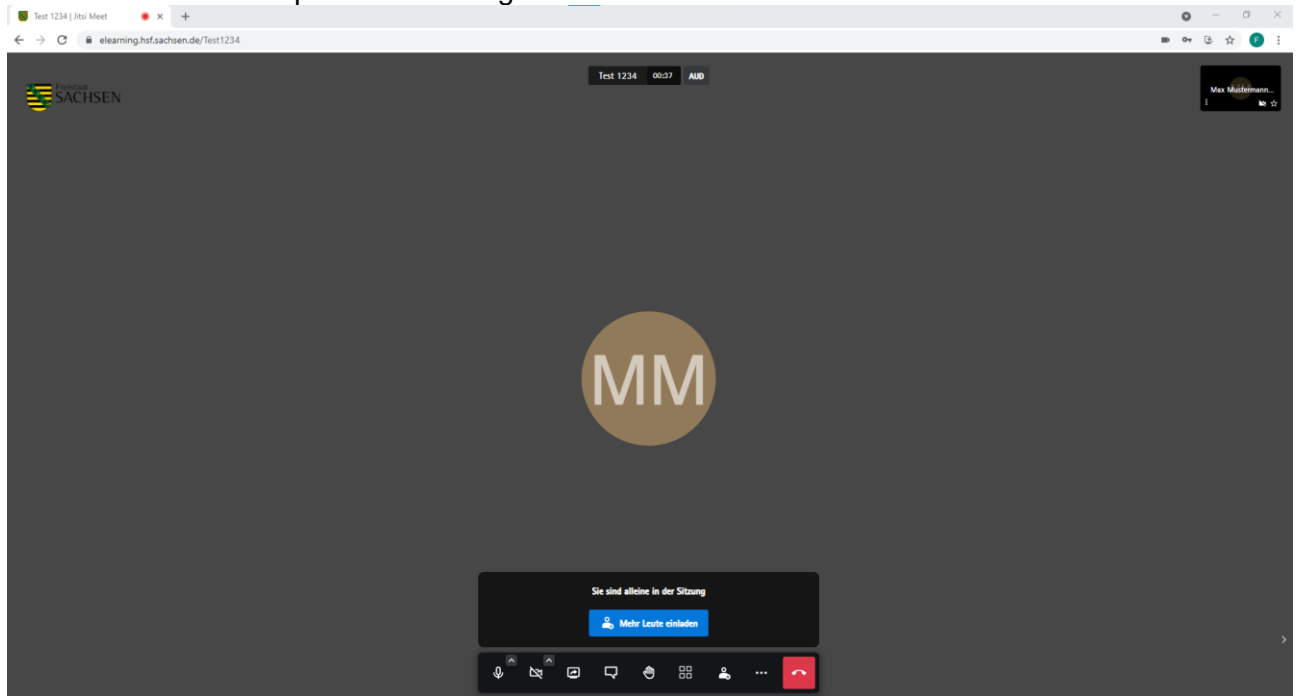 Test 1234 | Jitsi Meet
elearning.hsf.sachsen.de/Test1234
F
Freistaat
SACHSEN
Test 1234 00:37 AUD
Max Mustermann...
MM
Sie sind alleine in der Sitzung
Mehr Leute einladen